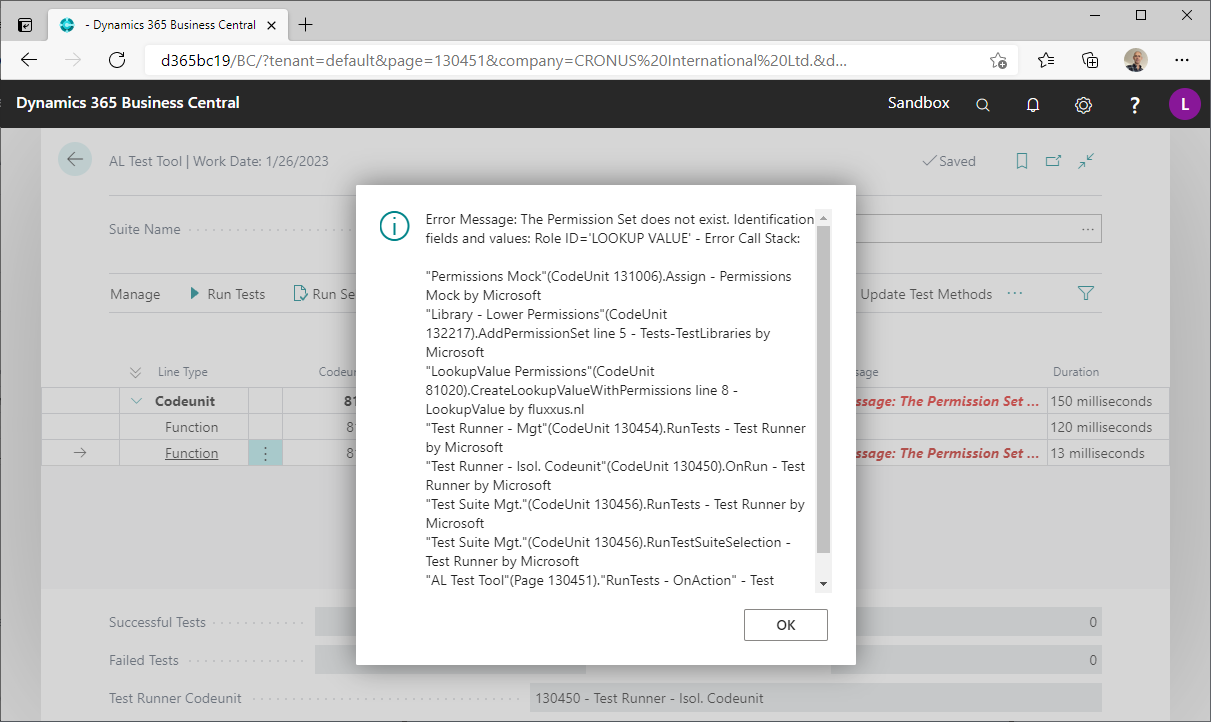 - Dynamics 365 Business Central
d365bc19/BC/?tenant=default&page=130451&company=CRONUS%20International%20Ltd.&d...
Dynamics 365 Business Central
Sandbox
?
L
AL Test Tool | Work Date: 1/26/2023
Saved
Suite Name
...
Manage
Run Tests
Run Se
Update Test Methods
...
Error Message: The Permission Set does not exist. Identification
fields and values: Role ID='LOOKUP VALUE' - Error Call Stack:
"Permissions Mock"(CodeUnit 131006).Assign - Permissions
Mock by Microsoft
"Library - Lower Permissions"(CodeUnit
132217).AddPermissionSet line 5 - Tests-TestLibraries by
Microsoft
"LookupValue Permissions"(CodeUnit
81020).CreateLookupValueWithPermissions line 8 -
LookupValue by fluxxus.nl
"Test Runner - Mgt"(CodeUnit 130454).RunTests - Test Runner
by Microsoft
"Test Runner - Isol. Codeunit"(CodeUnit 130450).OnRun - Test
Runner by Microsoft
"Test Suite Mgt."(CodeUnit 130456).RunTests - Test Runner by
Microsoft
"Test Suite Mgt."(CodeUnit 130456).RunTestSuiteSelection -
Test Runner by Microsoft
"AL Test Tool"(Page 130451)."RunTests - OnAction" - Test
OK
Line Type
Codeur
sage
Duration
Codeunit
81
ssage: The Permission Set ...
150 milliseconds
Function
81
120 milliseconds
Function
81
ssage: The Permission Set ...
13 milliseconds
Successful Tests
0
Failed Tests
0
Test Runner Codeunit
130450 - Test Runner - Isol. Codeunit